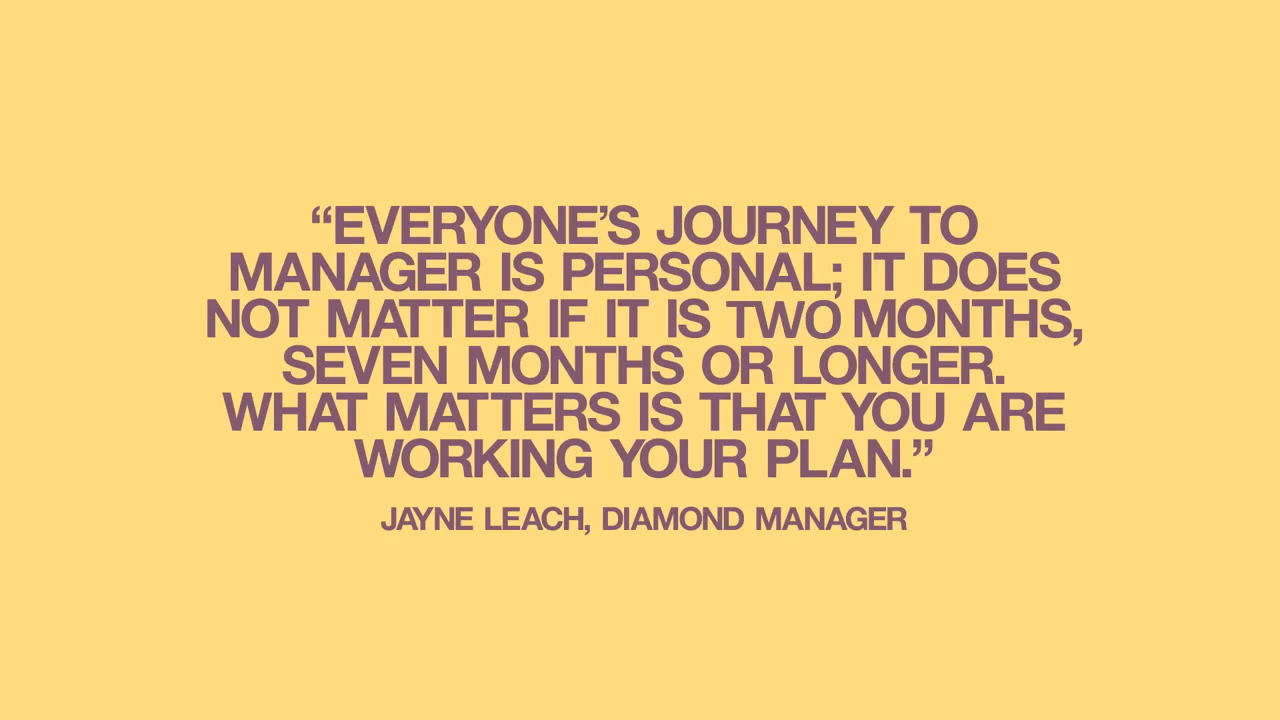 “EVERYONE’S JOURNEY TO
MANAGER IS PERSONAL; IT DOES
NOT MATTER IF IT IS TWO MONTHS,
SEVEN MONTHS OR LONGER.
WHAT MATTERS IS THAT YOU ARE
WORKING YOUR PLAN.”
JAYNE LEACH, DIAMOND MANAGER